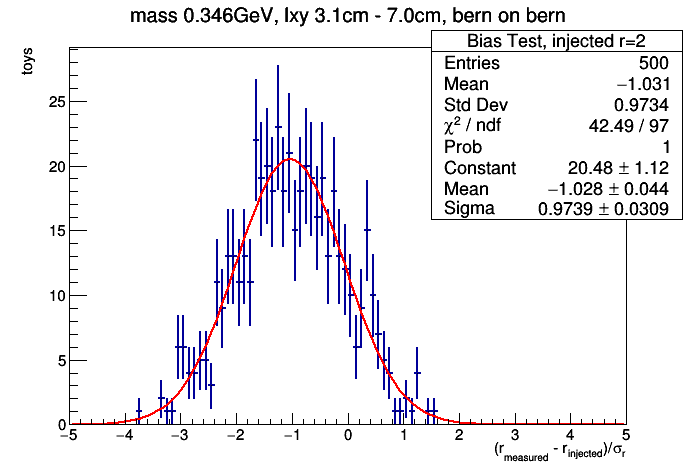 mass 0.346GeV, lxy 3.1cm - 7.0cm, bern on bern
Bias Test, injected r=2
Entries 500
Mean −1.031
Std Dev 0.9734
χ² / ndf 42.49 / 97
Prob 1
Constant 20.48 ± 1.12
Mean −1.028 ± 0.044
Sigma 0.9739 ± 0.0309
toys
25
20
15
10
5
0
−5 −4 −3 −2 −1 0 1 2 3 4 5
(r_measured - r_injected)/σ_r